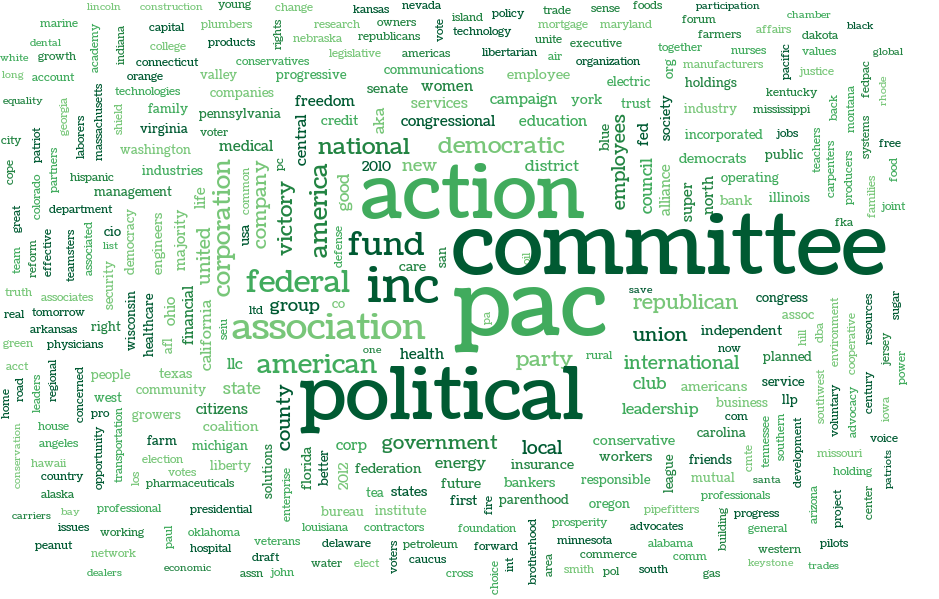 lincoln construction young change kansas nevada trade sense foods participation
marine capital plumbers rights research owners vote island policy mortgage maryland forum affairs chamber black
dental academy indiana college products nebraska republicans technology unite executive farmers dakota
white growth connecticut conservatives legislative americas libertarian air organization together nurses pacific values global
long account orange valley progressive communications employee org manufacturers justice
technologies companies senate women electric holdings kentucky back montana fedpac rhode
equality georgia massachusetts shield family freedom aka services campaign york trust society industry mississippi
patriot laborers virginia pennsylvania central credit congressional education blue employees fed incorporated jobs teachers systems
city voter medical national democratic democrats public carpenters producers free
cope partners washington corporation pc 2010 new district council alliance operating food
colorado hispanic industries common company america good action super north bank illinois families
management life victory
great department democracy engineers majority united usa defense fund committee fka joint
team reform effective teamsters associated cio list care san oil
truth associates security federal inc pac save republican congress environment resources sugar
real tomorrow wisconsin healthcare ohio financial california ltd group co pa assoc hill dba cooperative
arkansas right afl seiu association union independent jersey
green physicians one health now power
acct leaders regional concerned people texas llc american party rural international planned southwest
home road community state political club americans service voluntary advocacy century iowa
west citizens county leadership business llp
house pro growers coalition com carolina tennessee southern voice
conservation angeles opportunity transportation farm michigan corp government local conservative cmte development missouri
hawaii election liberty solutions florida better federation energy insurance workers league friends holding patriots
country los votes pharmaceuticals enterprise 2012 future bankers responsible mutual santa
alaska tea states first fire parenthood professionals arizona project center
carriers bay professional presidential bureau institute oregon pipefitters progress
issues working paul oklahoma louisiana contractors foundation prosperity advocates building general
peanut hospital veterans delaware voters petroleum forward brotherhood minnesota alabama western pilots
network draft water elect caucus choice int area commerce comm keystone trades
dealers economic assn john cross smith pol south gas